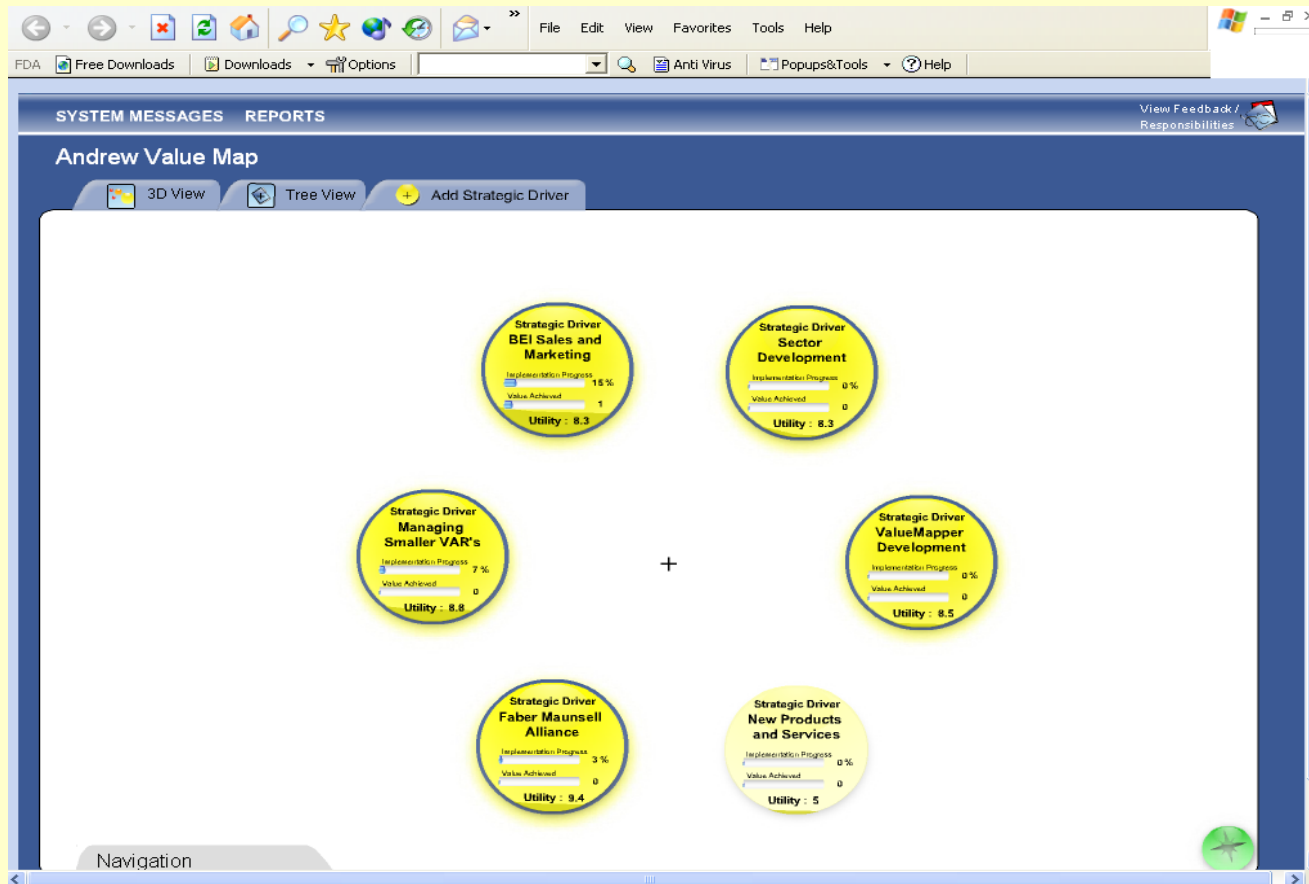 »
File Edit View Favorites Tools Help
FDA Free Downloads Downloads Options Anti Virus Popups&Tools Help
SYSTEM MESSAGES REPORTS
View Feedback /
Responsibilities
Andrew Value Map
3D View Tree View Add Strategic Driver
Strategic Driver
BEI Sales and
Marketing
Implementation Progress
15 %
Value Achieved
1
Utility : 8.3
Strategic Driver
Sector
Development
Implementation Progress
0 %
Value Achieved
0
Utility : 8.3
Strategic Driver
Managing
Smaller VAR's
Implementation Progress
7 %
Value Achieved
0
Utility : 8.8
Strategic Driver
ValueMapper
Development
Implementation Progress
0 %
Value Achieved
0
Utility : 8.5
Strategic Driver
Faber Maunsell
Alliance
Implementation Progress
3 %
Value Achieved
0
Utility : 9.4
Strategic Driver
New Products
and Services
Implementation Progress
0 %
Value Achieved
0
Utility : 5
Navigation